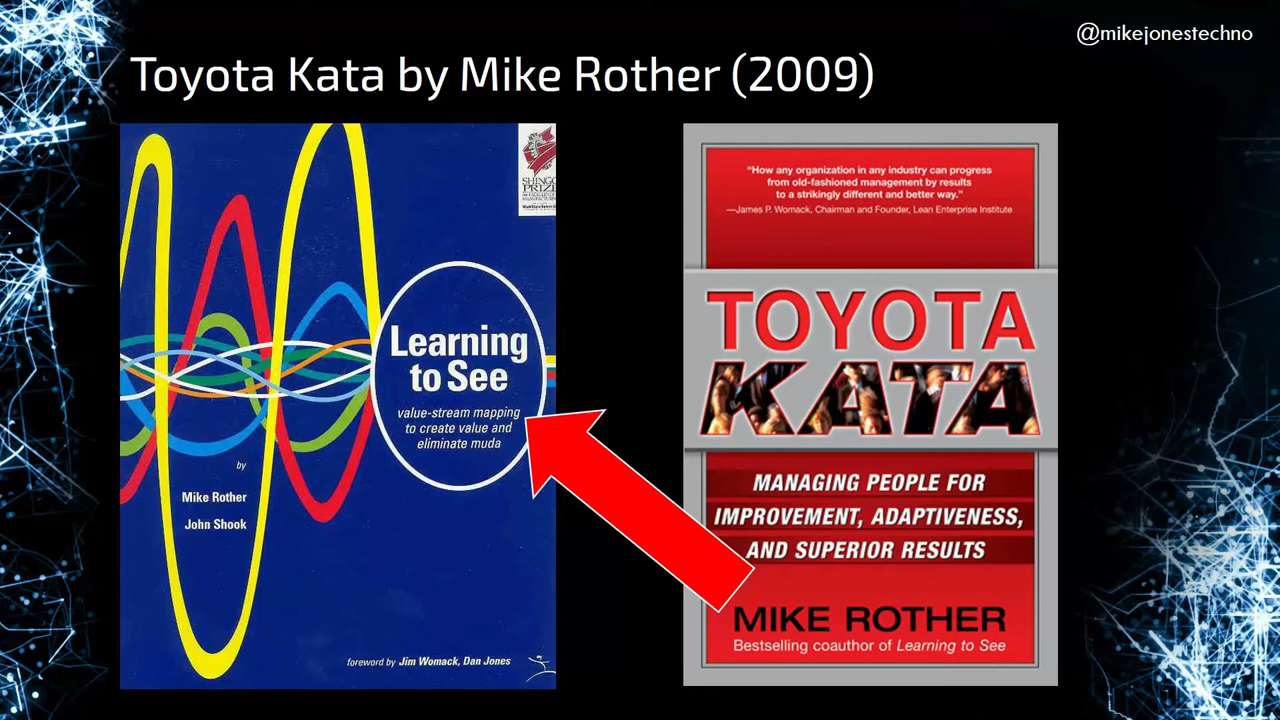 @mikejonestechno
Toyota Kata by Mike Rother (2009)
SHINGO
PRIZE
Learning
to See
value-stream mapping
to create value and
eliminate muda
by
Mike Rother
John Shook
foreword by Jim Womack, Dan Jones
“How any organization in any industry can progress
from old-fashioned management by results
to a strikingly different and better way.”
—James P. Womack, Chairman and Founder, Lean Enterprise Institute
TOYOTA
KATA
MANAGING PEOPLE FOR
IMPROVEMENT, ADAPTIVENESS,
AND SUPERIOR RESULTS
MIKE ROTHER
Bestselling coauthor of Learning to See